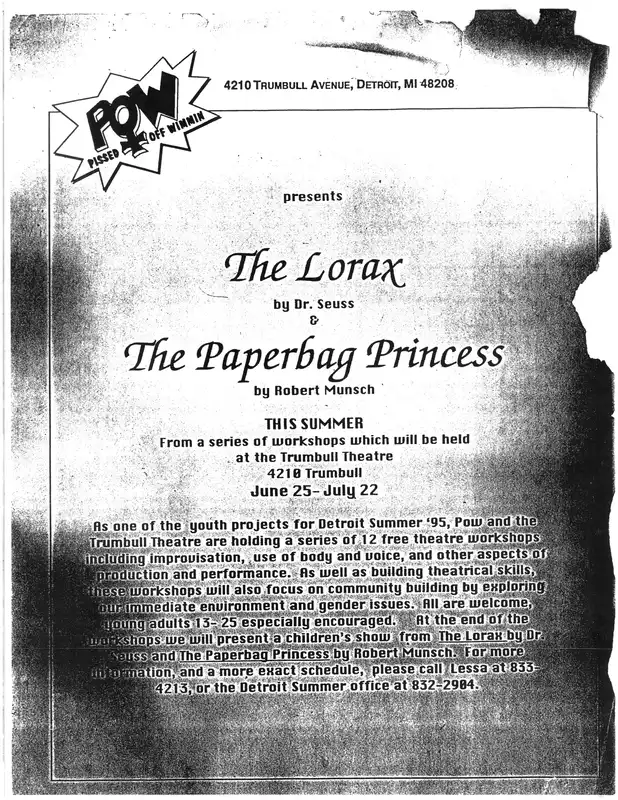 POW
PISSED OFF WIMMIN
4210 TRUMBULL AVENUE, DETROIT, MI 48208
presents
The Lorax
by Dr. Seuss
&
The Paperbag Princess
by Robert Munsch
THIS SUMMER
From a series of workshops which will be held
at the Trumbull Theatre
4210 Trumbull
June 25- July 22
As one of the youth projects for Detroit Summer '95, Pow and the
Trumbull Theatre are holding a series of 12 free theatre workshops
including improvisation, use of body and voice, and other aspects of
production and performance. As well as building theatrical skills,
these workshops will also focus on community building by exploring
our immediate environment and gender issues. All are welcome,
young adults 13- 25 especially encouraged. At the end of the
workshops we will present a children's show from The Lorax by Dr.
Seuss and The Paperbag Princess by Robert Munsch. For more
information, and a more exact schedule, please call Lessa at 833-
4213, or the Detroit Summer office at 832-2904.